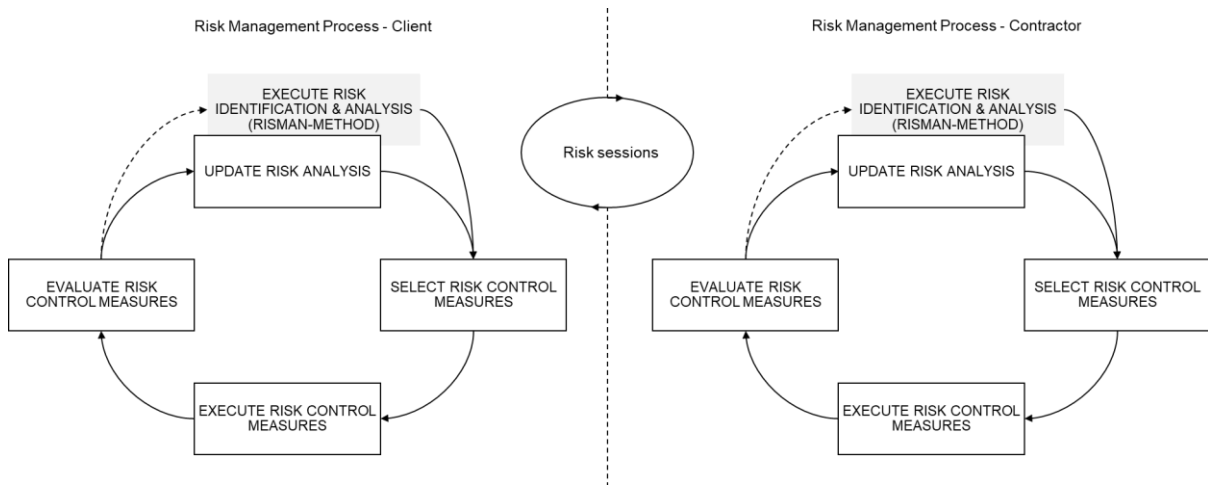 Risk Management Process - Client
EXECUTE RISK
IDENTIFICATION & ANALYSIS
(RISMAN-METHOD)
UPDATE RISK ANALYSIS
EVALUATE RISK
CONTROL MEASURES
SELECT RISK CONTROL
MEASURES
EXECUTE RISK CONTROL
MEASURES
Risk sessions
Risk Management Process - Contractor
EXECUTE RISK
IDENTIFICATION & ANALYSIS
(RISMAN-METHOD)
UPDATE RISK ANALYSIS
EVALUATE RISK
CONTROL MEASURES
SELECT RISK CONTROL
MEASURES
EXECUTE RISK CONTROL
MEASURES